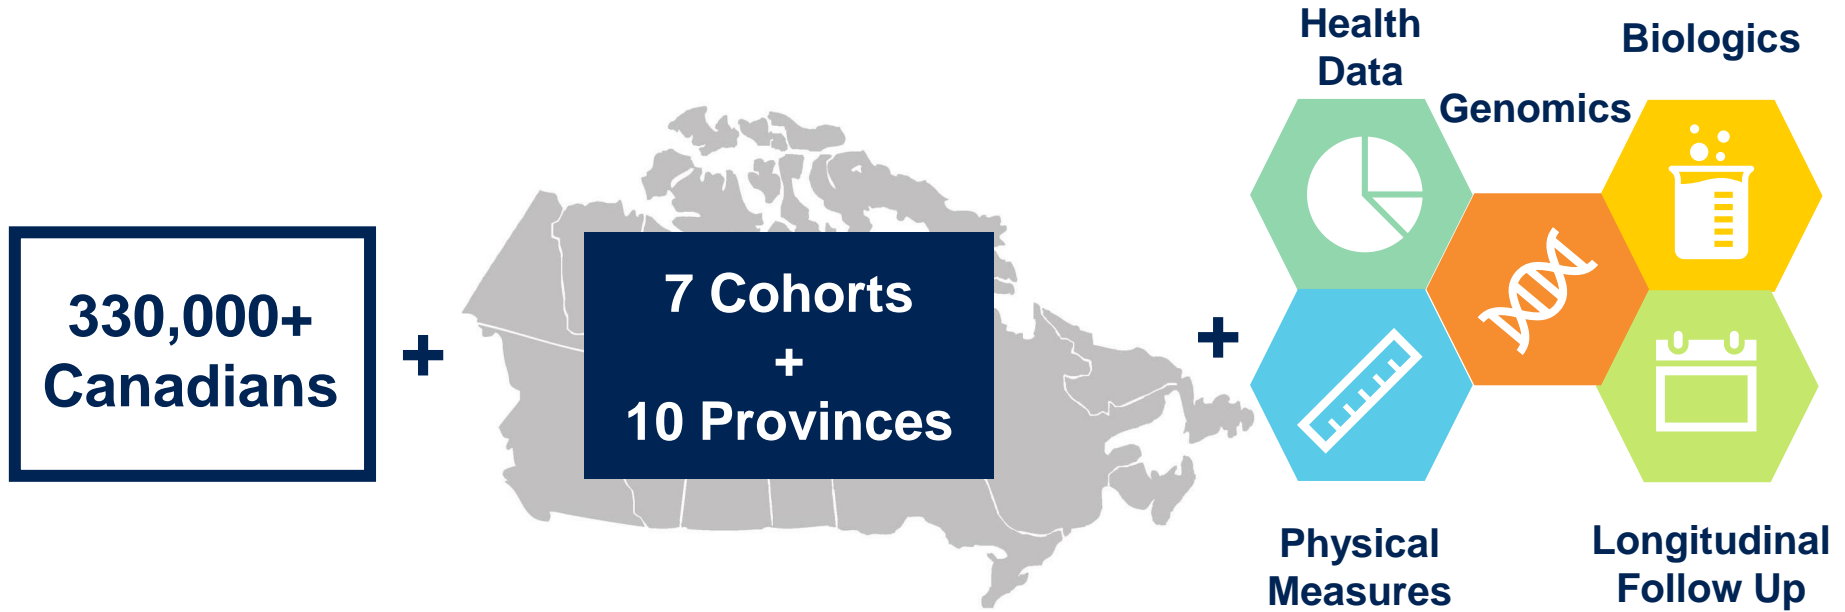 330,000+
Canadians
+
7 Cohorts
+
10 Provinces
+
Health
Data
Genomics
Biologics
Physical
Measures
Longitudinal
Follow Up